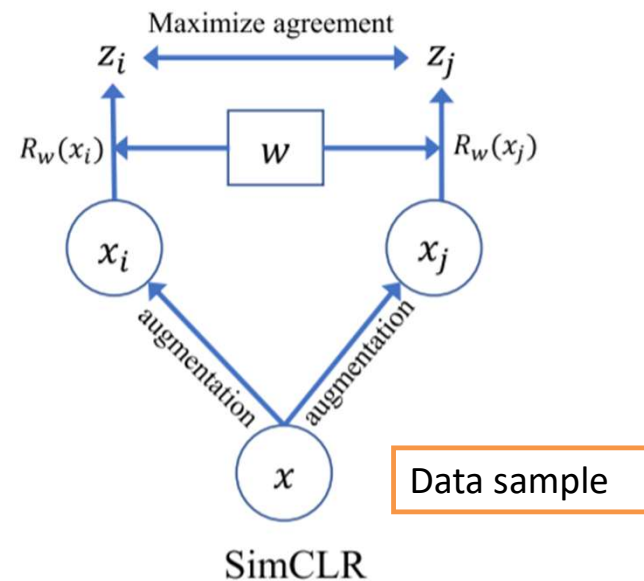 Maximize agreement
z_i z_j
R_w(x_i) w R_w(x_j)
x_i x_j
augmentation augmentation
x
Data sample
SimCLR